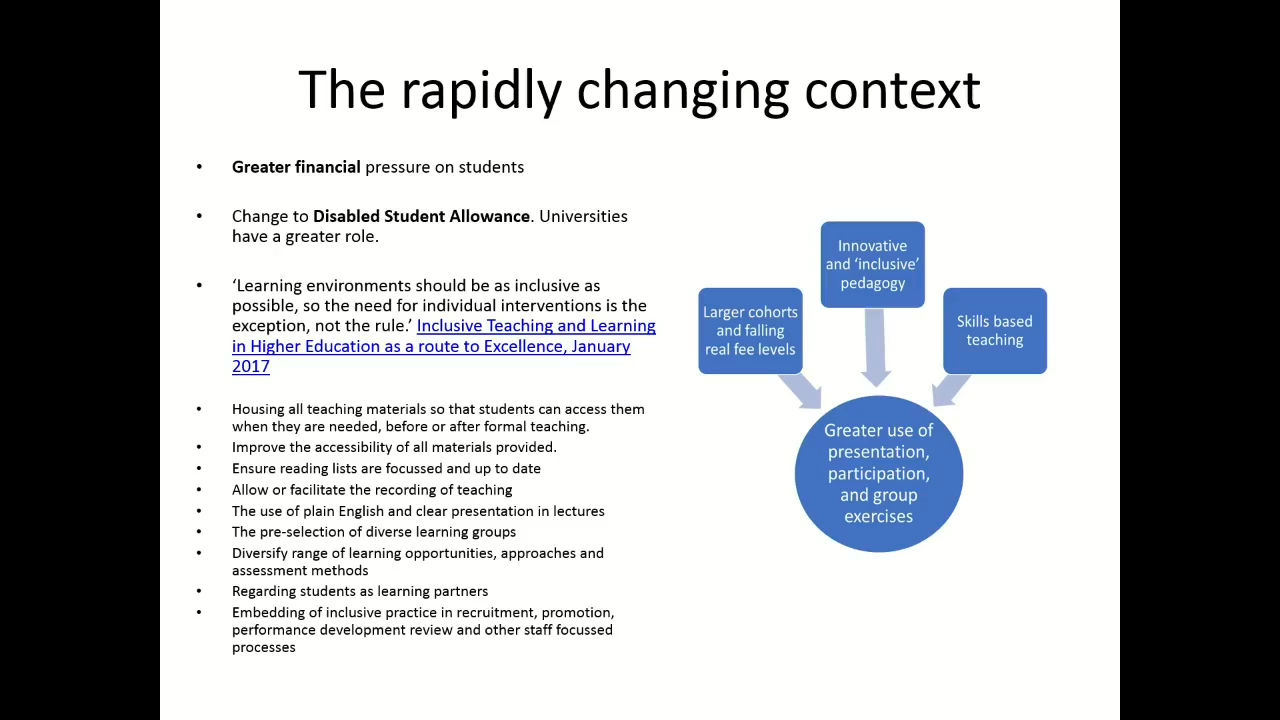 The rapidly changing context
• Greater financial pressure on students
• Change to Disabled Student Allowance. Universities
have a greater role.
• ‘Learning environments should be as inclusive as
possible, so the need for individual interventions is the
exception, not the rule.’ Inclusive Teaching and Learning
in Higher Education as a route to Excellence, January
2017
• Housing all teaching materials so that students can access them
when they are needed, before or after formal teaching.
• Improve the accessibility of all materials provided.
• Ensure reading lists are focussed and up to date
• Allow or facilitate the recording of teaching
• The use of plain English and clear presentation in lectures
• The pre-selection of diverse learning groups
• Diversify range of learning opportunities, approaches and
assessment methods
• Regarding students as learning partners
• Embedding of inclusive practice in recruitment, promotion,
performance development review and other staff focussed
processes
Larger cohorts
and falling
real fee levels
Innovative
and ‘inclusive’
pedagogy
Skills based
teaching
Greater use of
presentation,
participation,
and group
exercises